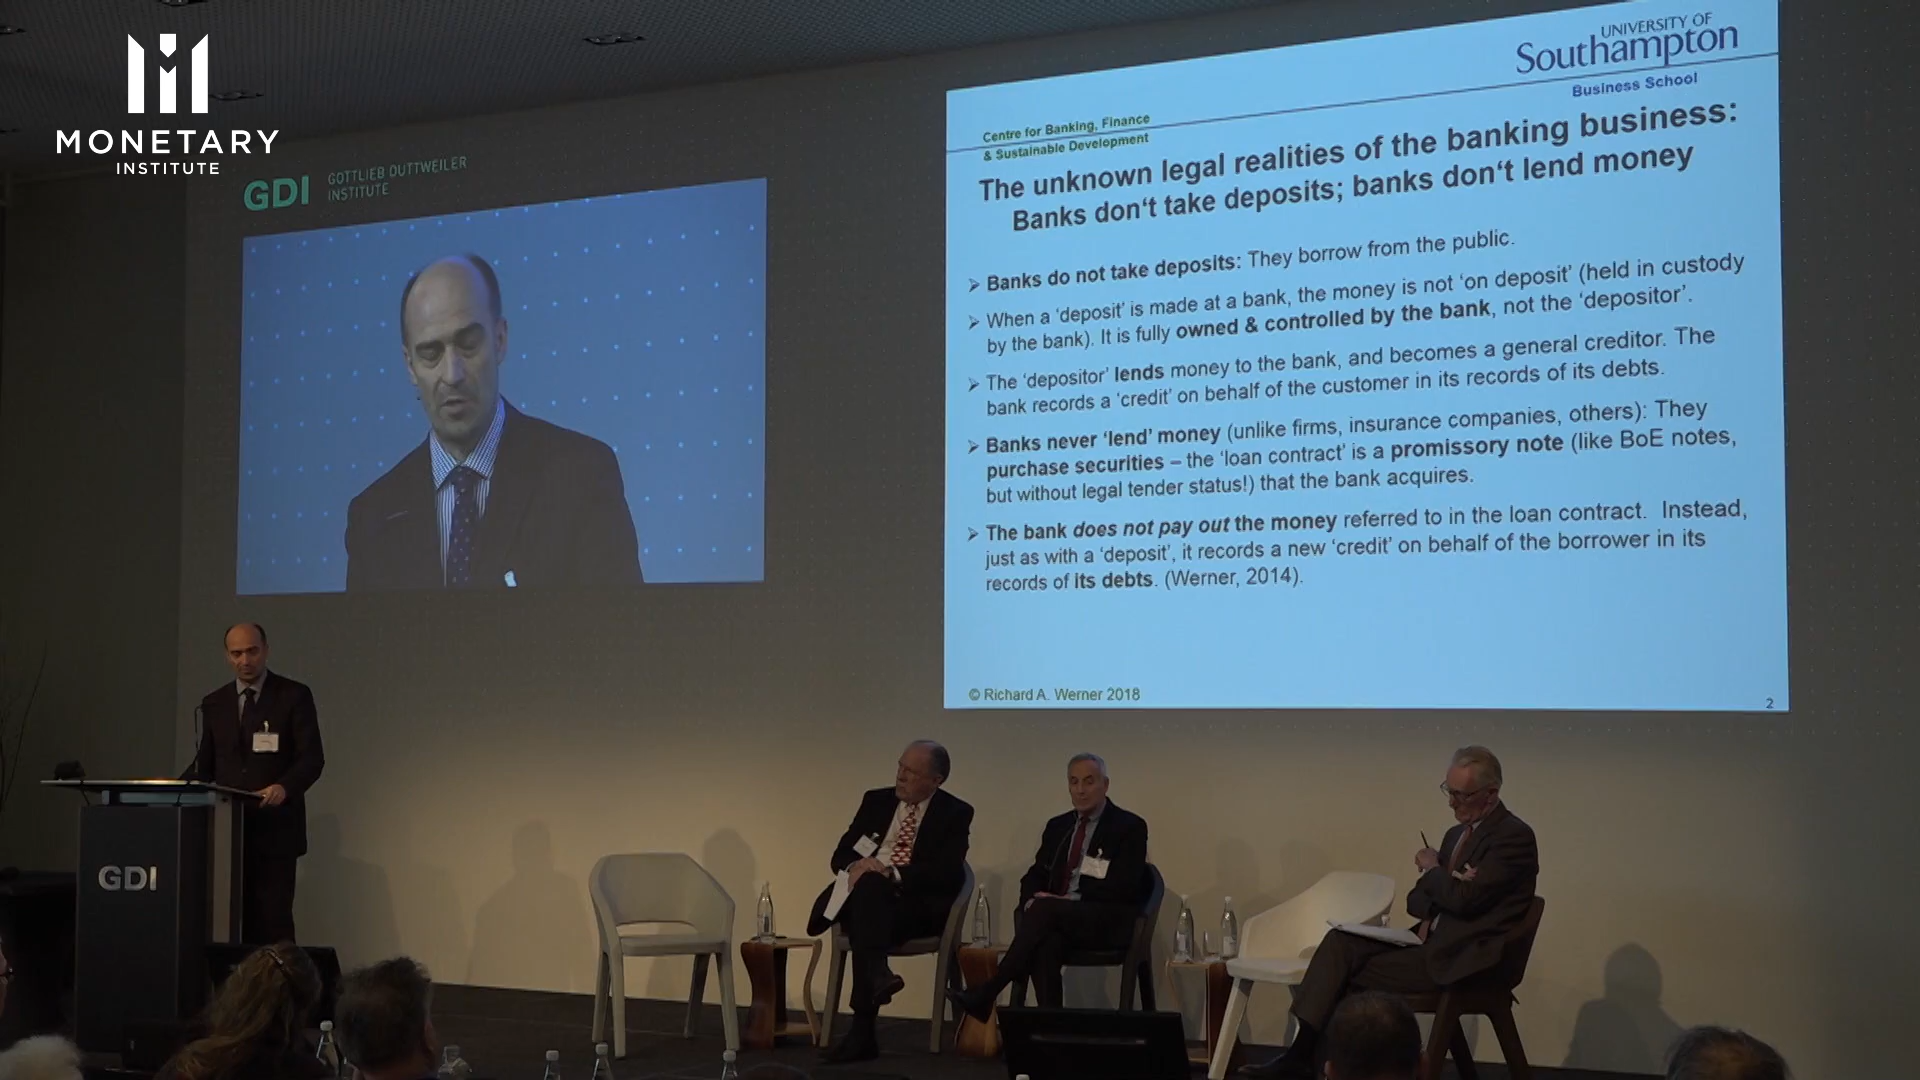 MONETARY
INSTITUTE
GDI
GOTTLIEB DUTTWEILER
INSTITUTE
UNIVERSITY OF
Southampton
Business School
Centre for Banking, Finance
& Sustainable Development
The unknown legal realities of the banking business:
Banks don‘t take deposits; banks don‘t lend money
➢ Banks do not take deposits: They borrow from the public.
➢ When a ‘deposit’ is made at a bank, the money is not ‘on deposit’ (held in custody
by the bank). It is fully owned & controlled by the bank, not the ‘depositor’.
➢ The ‘depositor’ lends money to the bank, and becomes a general creditor. The
bank records a ‘credit’ on behalf of the customer in its records of its debts.
➢ Banks never ‘lend’ money (unlike firms, insurance companies, others): They
purchase securities – the ‘loan contract’ is a promissory note (like BoE notes,
but without legal tender status!) that the bank acquires.
➢ The bank does not pay out the money referred to in the loan contract. Instead,
just as with a ‘deposit’, it records a new ‘credit’ on behalf of the borrower in its
records of its debts. (Werner, 2014).
© Richard A. Werner 2018
2
GDI